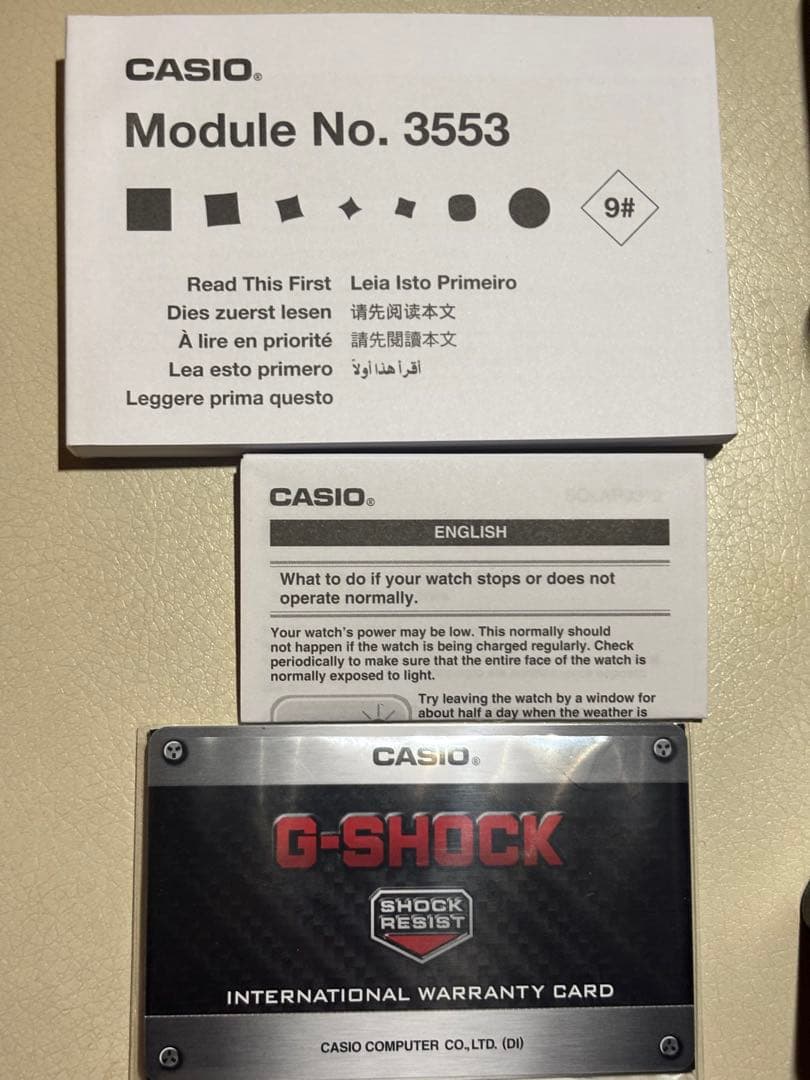 CASIO®
Module No. 3553
9#
Read This First Leia Isto Primeiro
Dies zuerst lesen 请先阅读本文
À lire en priorité 請先閱讀本文
Lea esto primero أقرأ هذا أولاً
Leggere prima questo
CASIO®
ENGLISH
What to do if your watch stops or does not
operate normally.
Your watch's power may be low. This normally should
not happen if the watch is being charged regularly. Check
periodically to make sure that the entire face of the watch is
normally exposed to light.
Try leaving the watch by a window for
about half a day when the weather is
CASIO®
G-SHOCK
SHOCK
RESIST
INTERNATIONAL WARRANTY CARD
CASIO COMPUTER CO.,LTD. (DI)